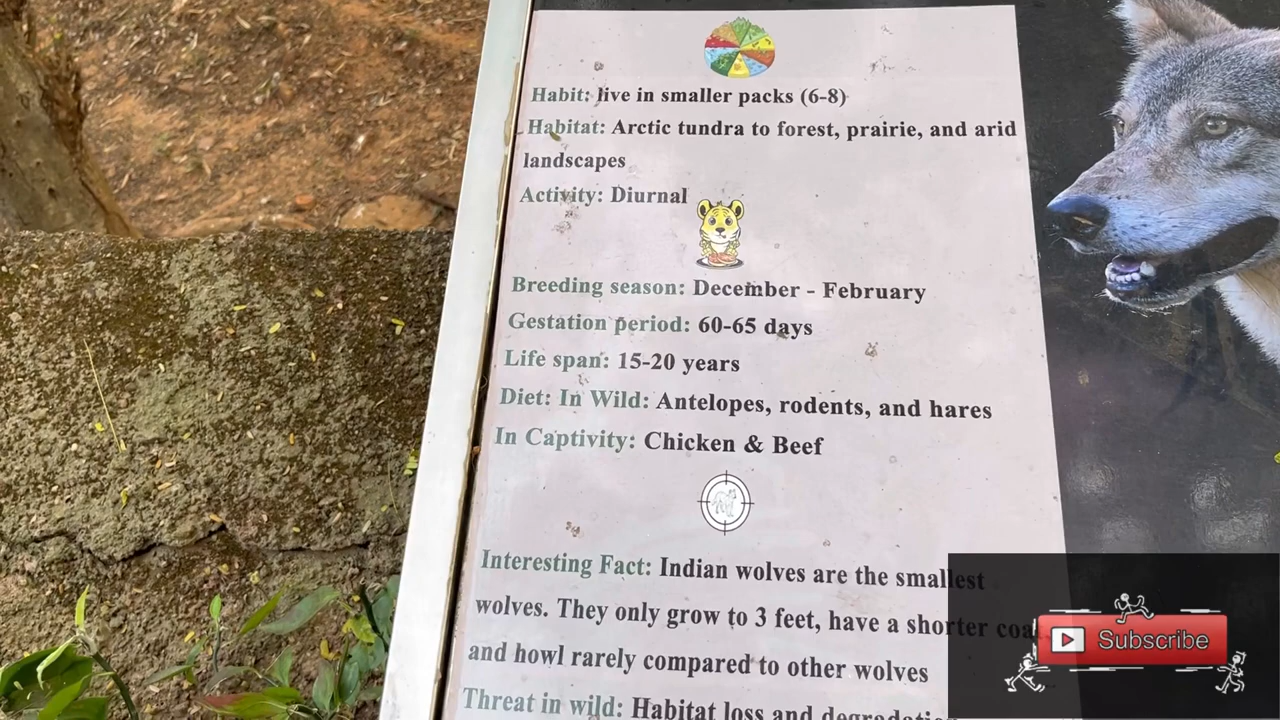 Habit: live in smaller packs (6-8)
Habitat: Arctic tundra to forest, prairie, and arid
landscapes
Activity: Diurnal
Breeding season: December - February
Gestation period: 60-65 days
Life span: 15-20 years
Diet: In Wild: Antelopes, rodents, and hares
In Captivity: Chicken & Beef
Interesting Fact: Indian wolves are the smallest
wolves. They only grow to 3 feet, have a shorter coat,
and howl rarely compared to other wolves
Threat in wild: Habitat loss and degradation
Subscribe